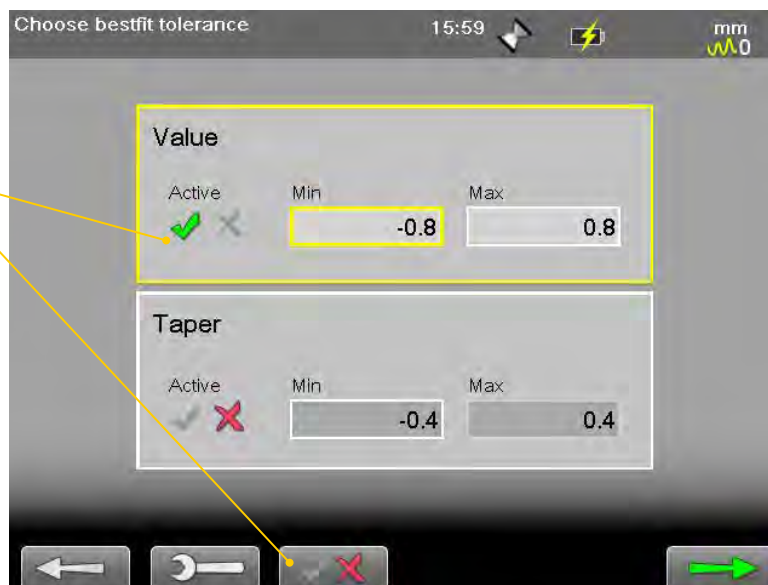 Choose bestfit tolerance 15:59 mm
0
Value
Active Min Max
-0.8 0.8
Taper
Active Min Max
-0.4 0.4